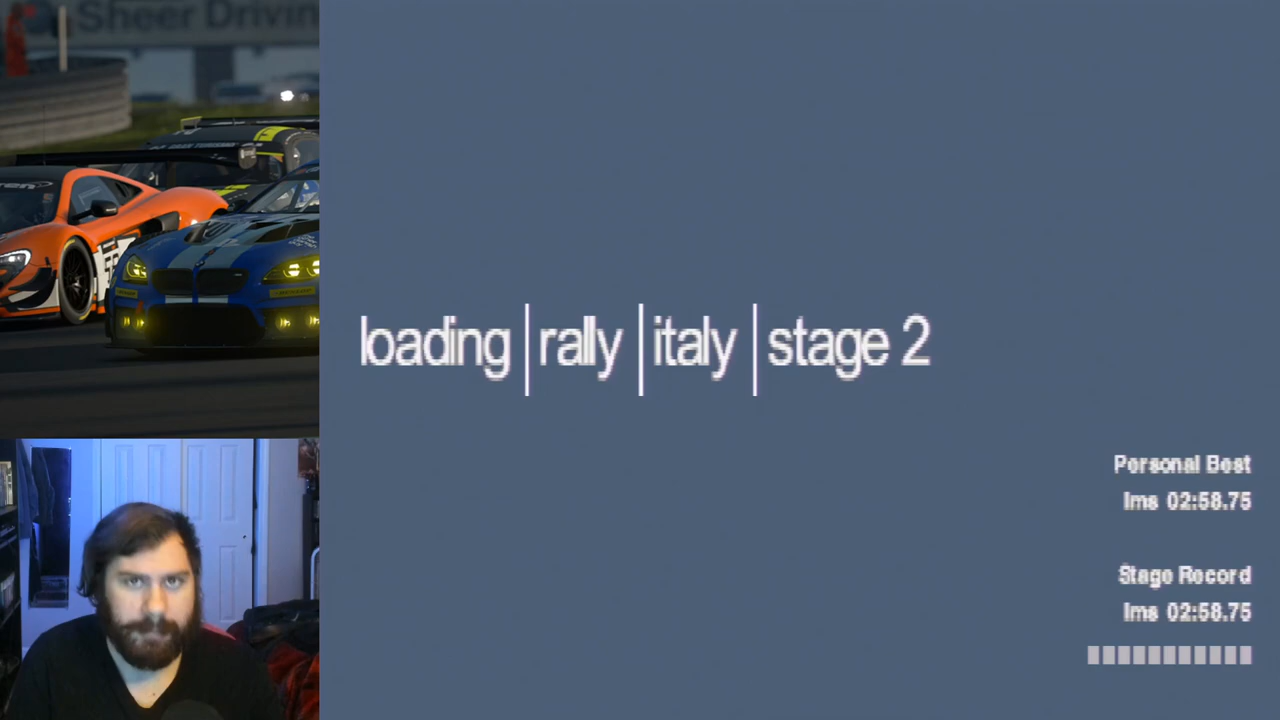 Sheer Drivin
loading | rally | italy | stage 2
Personal Best
lms 02:58.75
Stage Record
lms 02:58.75